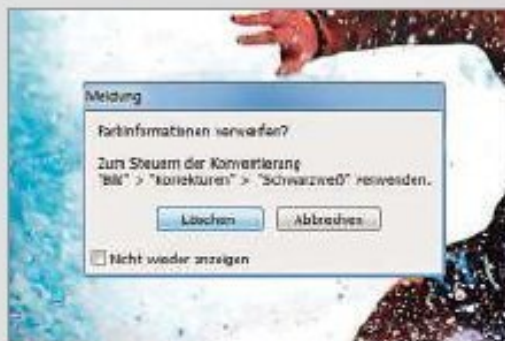 Meldung
Farbinformationen verwerfen?
Zum Steuern der Konvertierung
"Bild" > "Korrekturen" > "Schwarzweiß" verwenden.
Löschen
Abbrechen
Nicht wieder anzeigen